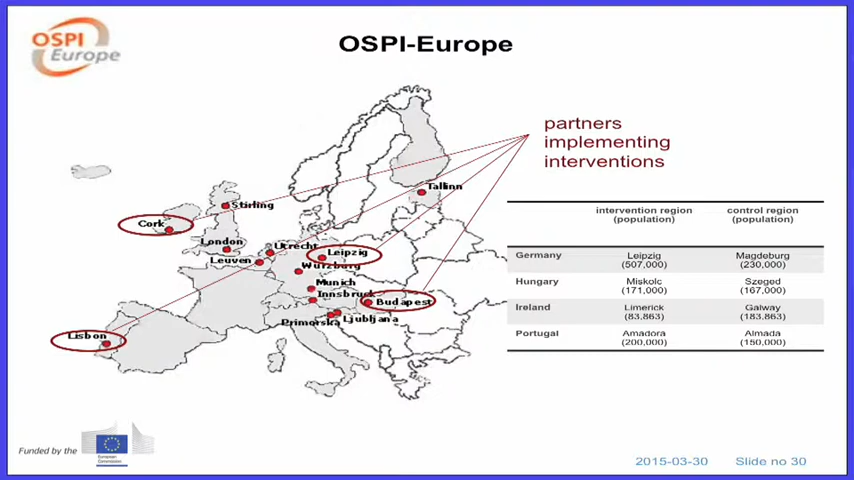 OSPI
Europe
OSPI-Europe
partners
implementing
interventions
Tallinn
Stirling
Cork
London
Utrecht
Leipzig
Leuven
Wurzburg
Munich
Innsbruck
Budapest
Primorska
Ljubljana
Lisbon
intervention region
(population)
control region
(population)
Germany
Leipzig
(507,000)
Magdeburg
(230,000)
Hungary
Miskolc
(171,000)
Szeged
(167,000)
Ireland
Limerick
(83,863)
Galway
(183,863)
Portugal
Amadora
(200,000)
Almada
(150,000)
Funded by the
European
Commission
2015-03-30
Slide no 30